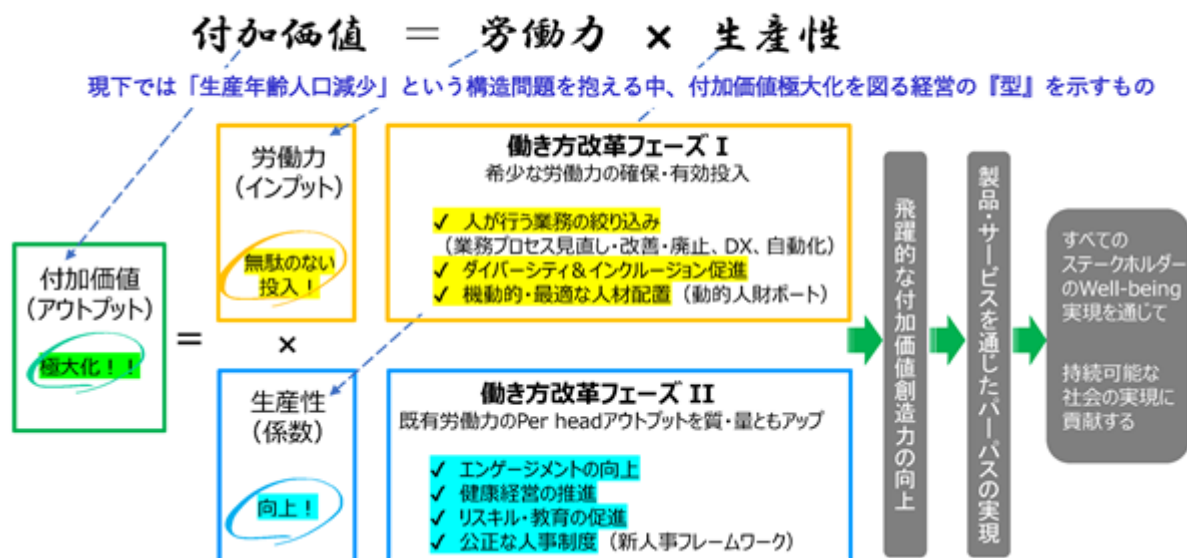 付加価値 = 労働力 × 生産性
現下では「生産年齢人口減少」という構造問題を抱える中、付加価値極大化を図る経営の『型』を示すもの
付加価値
(アウトプット)
極大化！！
=
労働力
(インプット)
無駄のない
投入！
×
生産性
(係数)
向上！
働き方改革フェーズ I
希少な労働力の確保・有効投入
✓ 人が行う業務の絞り込み
(業務プロセス見直し・改善・廃止、DX、自動化)
✓ ダイバーシティ＆インクルージョン促進
✓ 機動的・最適な人材配置 (動的人財ポート)
働き方改革フェーズ II
既有労働力のPer headアウトプットを質・量ともアップ
✓ エンゲージメントの向上
✓ 健康経営の推進
✓ リスキル・教育の促進
✓ 公正な人事制度 (新人事フレームワーク)
飛躍的な付加価値創造力の向上
製品・サービスを通じたパーパスの実現
すべての
ステークホルダー
のWell-being
実現を通じて
持続可能な
社会の実現に
貢献する